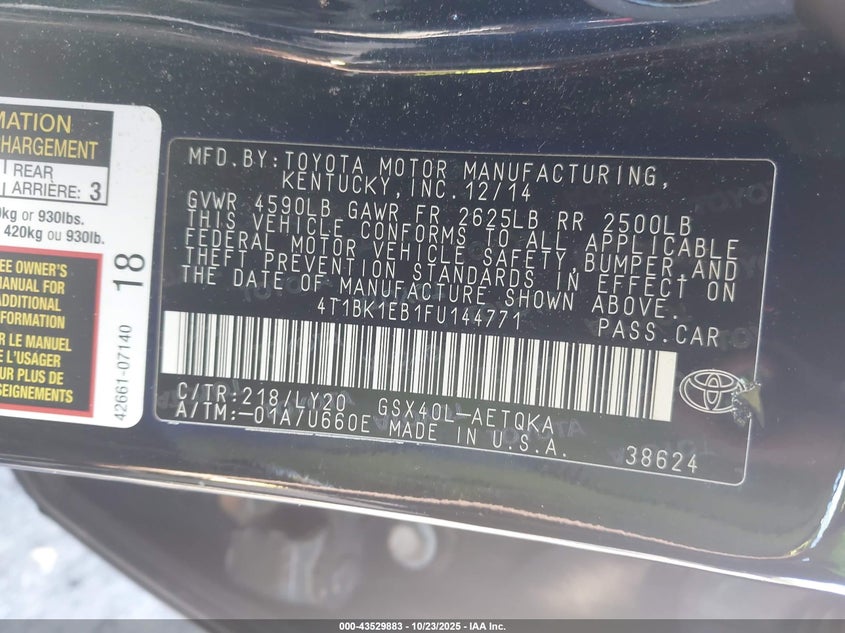 MATION
CHARGEMENT
REAR
ARRIÈRE: 3
kg or 930lbs.
420kg ou 930lb.
EE OWNER'S
MANUAL FOR
ADDITIONAL
FORMATION
R LE MANUEL
E L'USAGER
UR PLUS DE
SEIGNEMENTS
18
42661-07140
MFD.BY:TOYOTA MOTOR MANUFACTURING,
KENTUCKY,INC.12/14
GVWR 4590LB GAWR FR 2625LB RR 2500LB
THIS VEHICLE CONFORMS TO ALL APPLICABLE
FEDERAL MOTOR VEHICLE SAFETY,BUMPER,AND
THEFT PREVENTION STANDARDS IN EFFECT ON
THE DATE OF MANUFACTURE SHOWN ABOVE.
4T1BK1EB1FU144771 PASS.CAR
C/TR:218/LY20 GSX40L-AETQKA
A/TM:-01A7U660E MADE IN U.S.A. 38624
000-43529883 - 10/23/2025 - IAA Inc.